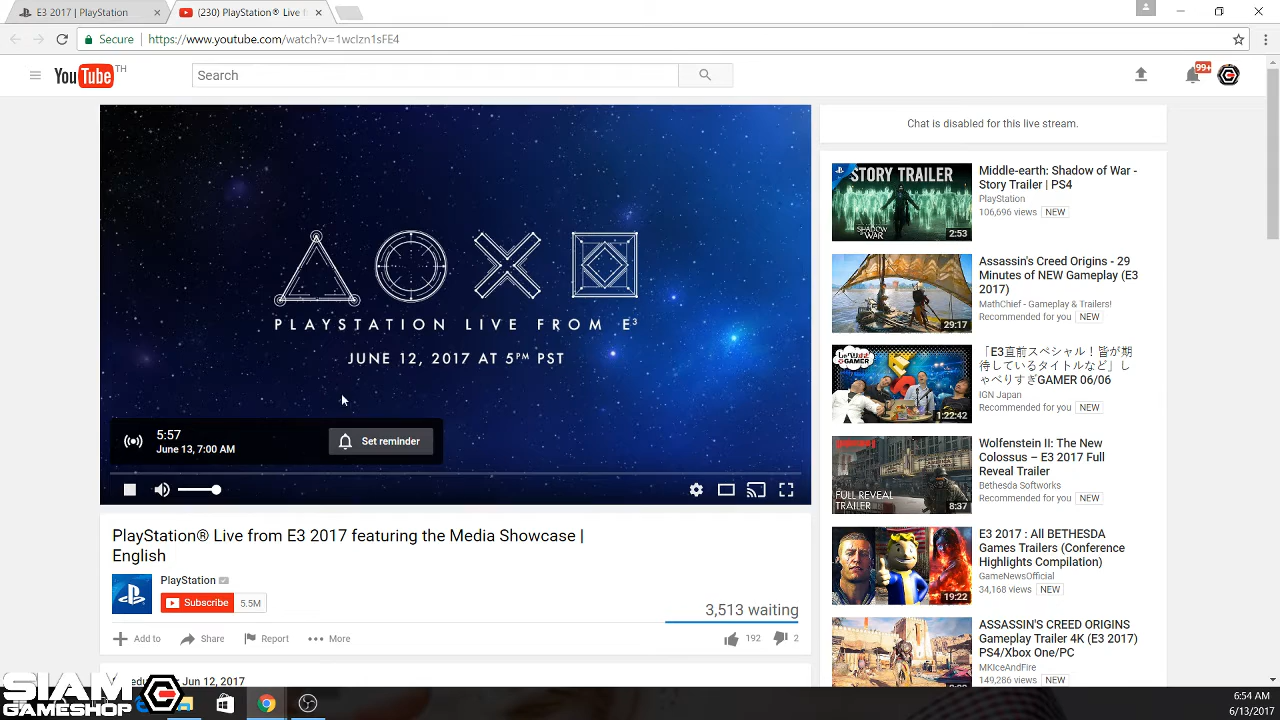 E3 2017 | PlayStation
(230) PlayStation® Live f
Secure
https://www.youtube.com/watch?v=1wcIzn1sFE4
YouTube TH
Search
99+
PLAYSTATION LIVE FROM E3
JUNE 12, 2017 AT 5PM PST
5:57
June 13, 7:00 AM
Set reminder
PlayStation® Live from E3 2017 featuring the Media Showcase |
English
PlayStation
Subscribe
5.5M
3,513 waiting
Add to
Share
Report
More
192
2
Jun 12, 2017
Chat is disabled for this live stream.
STORY TRAILER
SHADOW
WAR
2:53
Middle-earth: Shadow of War -
Story Trailer | PS4
PlayStation
106,696 views NEW
29:17
Assassin's Creed Origins - 29
Minutes of NEW Gameplay (E3
2017)
MathChief - Gameplay & Trailers!
Recommended for you NEW
GAMER
1:22:42
「E3直前スペシャル！皆が期
待しているタイトルなど」し
ゃべりすぎGAMER 06/06
IGN Japan
Recommended for you NEW
FULL REVEAL
TRAILER
8:37
Wolfenstein II: The New
Colossus – E3 2017 Full
Reveal Trailer
Bethesda Softworks
Recommended for you NEW
19:22
E3 2017 : All BETHESDA
Games Trailers (Conference
Highlights Compilation)
GameNewsOfficial
34,168 views NEW
ASSASSIN'S CREED ORIGINS
Gameplay Trailer 4K (E3 2017)
PS4/Xbox One/PC
MKIceAndFire
149,286 views NEW
SIAM
GAMESHOP
6:54 AM
6/13/2017